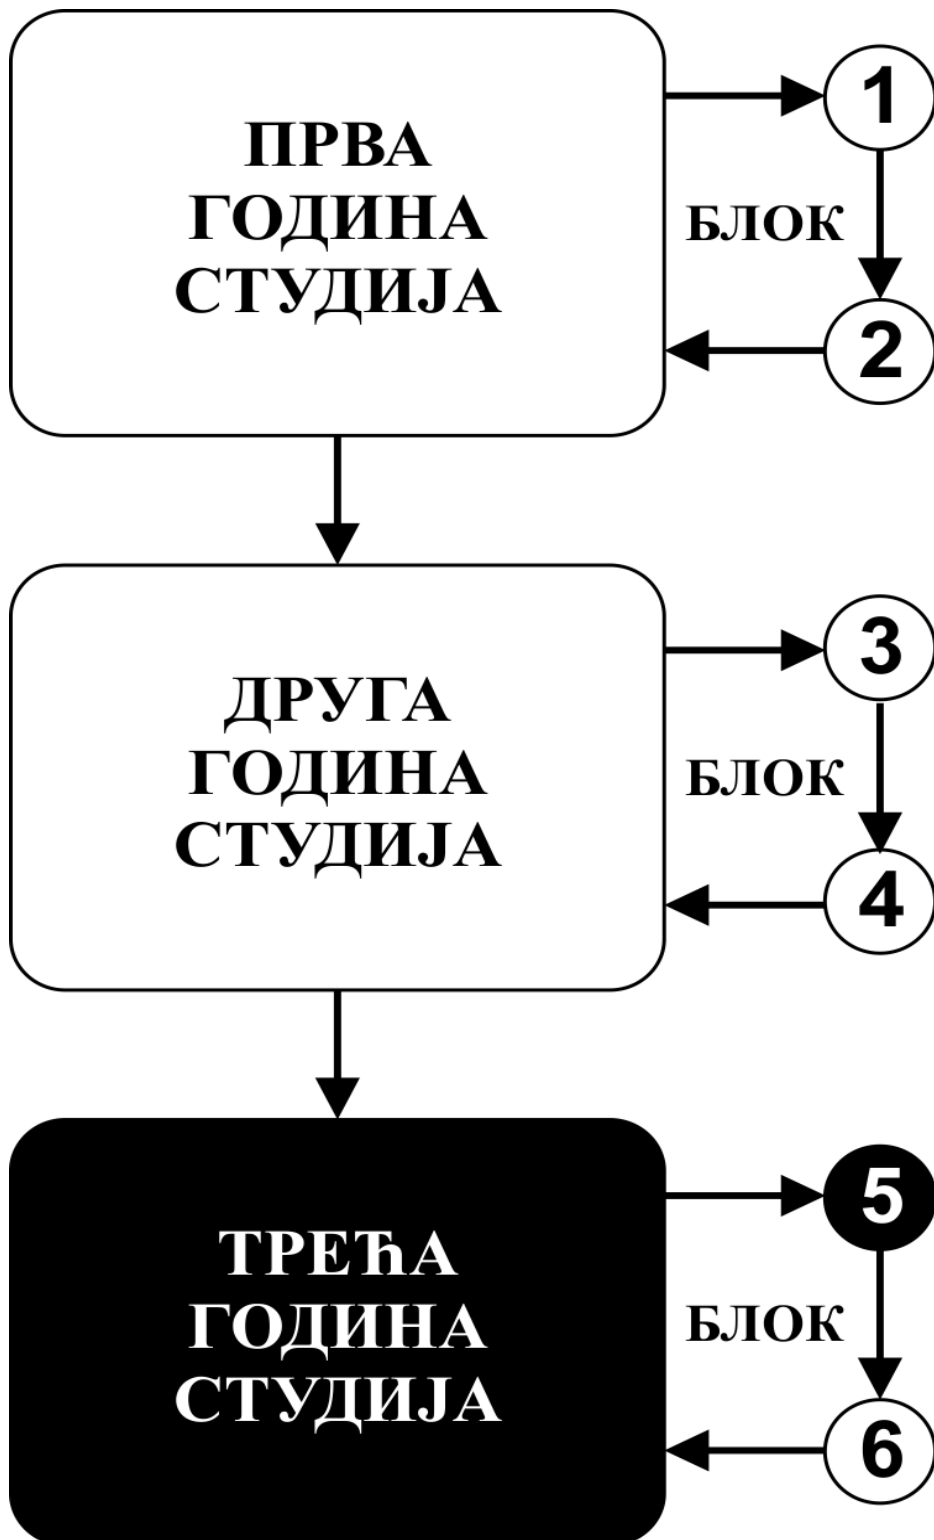 ПРВА
ГОДИНА
СТУДИЈА
1
БЛОК
2
ДРУГА
ГОДИНА
СТУДИЈА
3
БЛОК
4
ТРЕЋА
ГОДИНА
СТУДИЈА
5
БЛОК
6